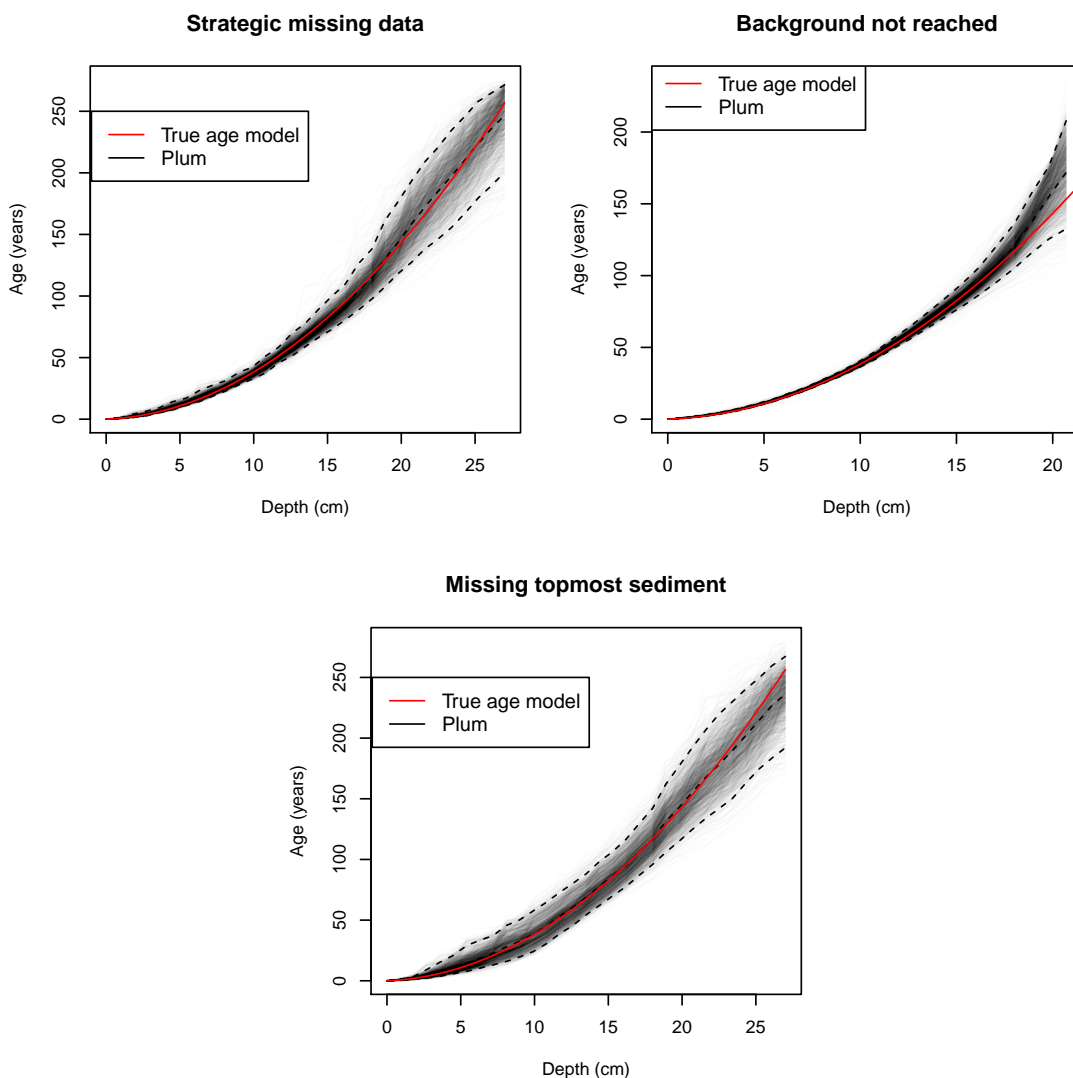 Strategic missing data
True age model
Plum
Age (years)
0
50
100
150
200
250
0 5 10 15 20 25
Depth (cm)
Background not reached
True age model
Plum
Age (years)
0
50
100
150
200
0 5 10 15 20
Depth (cm)
Missing topmost sediment
True age model
Plum
Age (years)
0
50
100
150
200
250
0 5 10 15 20 25
Depth (cm)